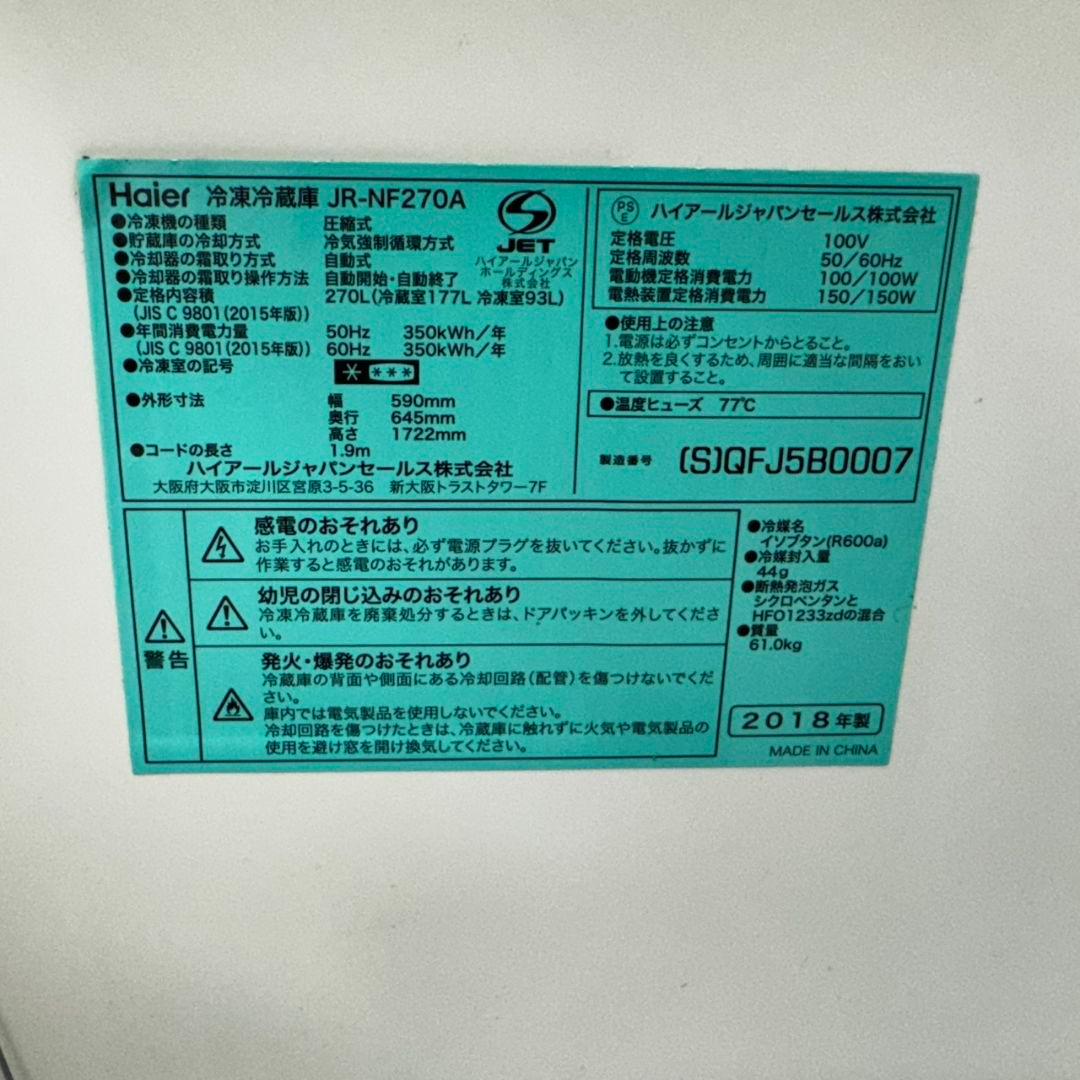 Haier 冷凍冷蔵庫 JR-NF270A
●冷凍機の種類 圧縮式
●貯蔵庫の冷却方式 冷気強制循環方式
●冷却器の霜取り方式 自動式
●冷却器の霜取り操作方法 自動開始・自動終了
●定格内容積 270L(冷蔵室177L 冷凍室93L)
(JIS C 9801(2015年版))
●年間消費電力量 50Hz 350kWh/年
(JIS C 9801(2015年版)) 60Hz 350kWh/年
●冷凍室の記号 * ***
●外形寸法 幅 590mm
奥行 645mm
高さ 1722mm
●コードの長さ 1.9m
ハイアールジャパンセールス株式会社
大阪府大阪市淀川区宮原3-5-36 新大阪トラストタワー7F
JET
ハイアールジャパン
ホールディングス
株式会社
PS
E
ハイアールジャパンセールス株式会社
定格電圧 100V
定格周波数 50/60Hz
電動機定格消費電力 100/100W
電熱装置定格消費電力 150/150W
●使用上の注意
1.電源は必ずコンセントからとること。
2.放熱を良くするため、周囲に適当な間隔をおい
て設置すること。
●温度ヒューズ 77℃
製造番号 (S)QFJ5B0007
警告
感電のおそれあり
お手入れのときには、必ず電源プラグを抜いてください。抜かずに
作業すると感電のおそれがあります。
幼児の閉じ込みのおそれあり
冷凍冷蔵庫を廃棄処分するときは、ドアパッキンを外してくださ
い。
発火・爆発のおそれあり
冷蔵庫の背面や側面にある冷却回路(配管)を傷つけないでくだ
さい。
庫内では電気製品を使用しないでください。
冷却回路を傷つけたときは、冷蔵庫に触れずに火気や電気製品の
使用を避け窓を開け換気してください。
●冷媒名
イソブタン(R600a)
●冷媒封入量
44g
●断熱発泡ガス
シクロペンタンと
HFO1233zdの混合
●質量
61.0kg
2018年製
MADE IN CHINA